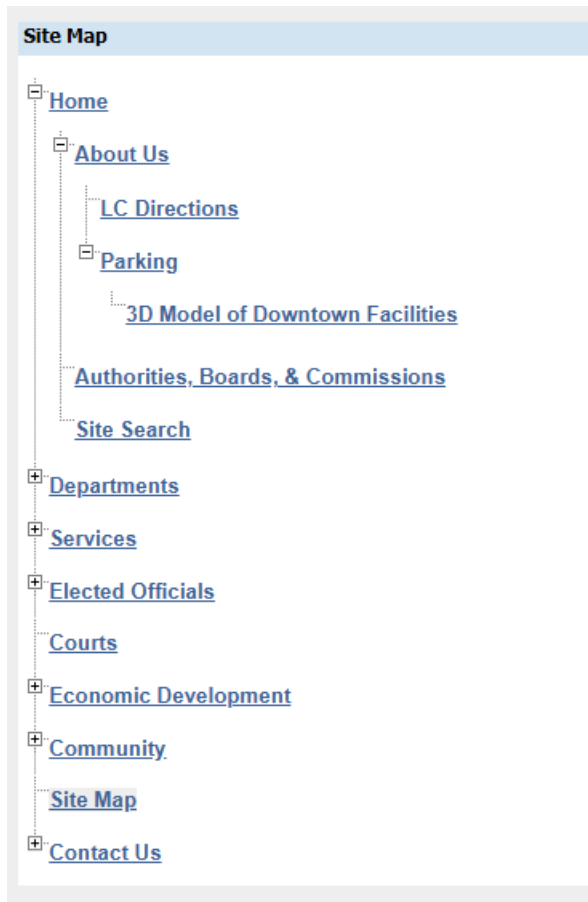 Site Map
Home
About Us
LC Directions
Parking
3D Model of Downtown Facilities
Authorities, Boards, & Commissions
Site Search
Departments
Services
Elected Officials
Courts
Economic Development
Community
Site Map
Contact Us